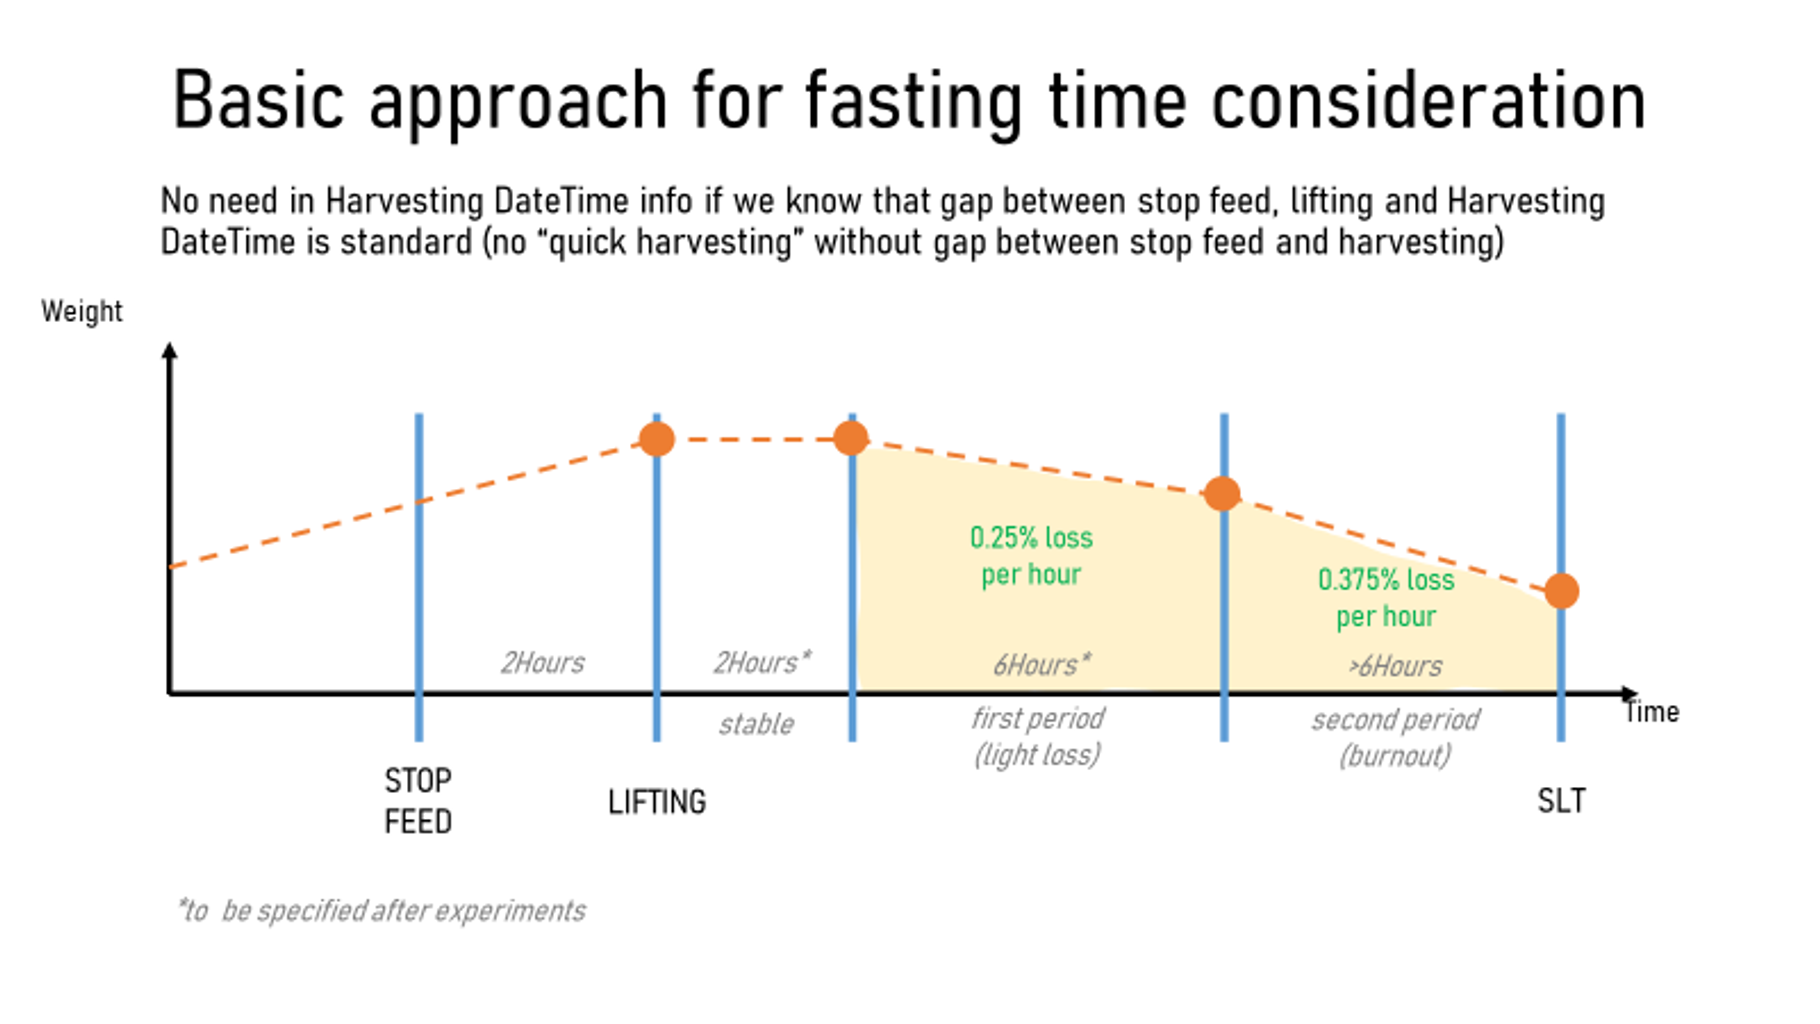 Basic approach for fasting time consideration
No need in Harvesting DateTime info if we know that gap between stop feed, lifting and Harvesting
DateTime is standard (no “quick harvesting” without gap between stop feed and harvesting)
Weight
0.25% loss
per hour
0.375% loss
per hour
2Hours
2Hours*
6Hours*
>6Hours
Time
stable
first period
(light loss)
second period
(burnout)
STOP
FEED
LIFTING
SLT
*to be specified after experiments